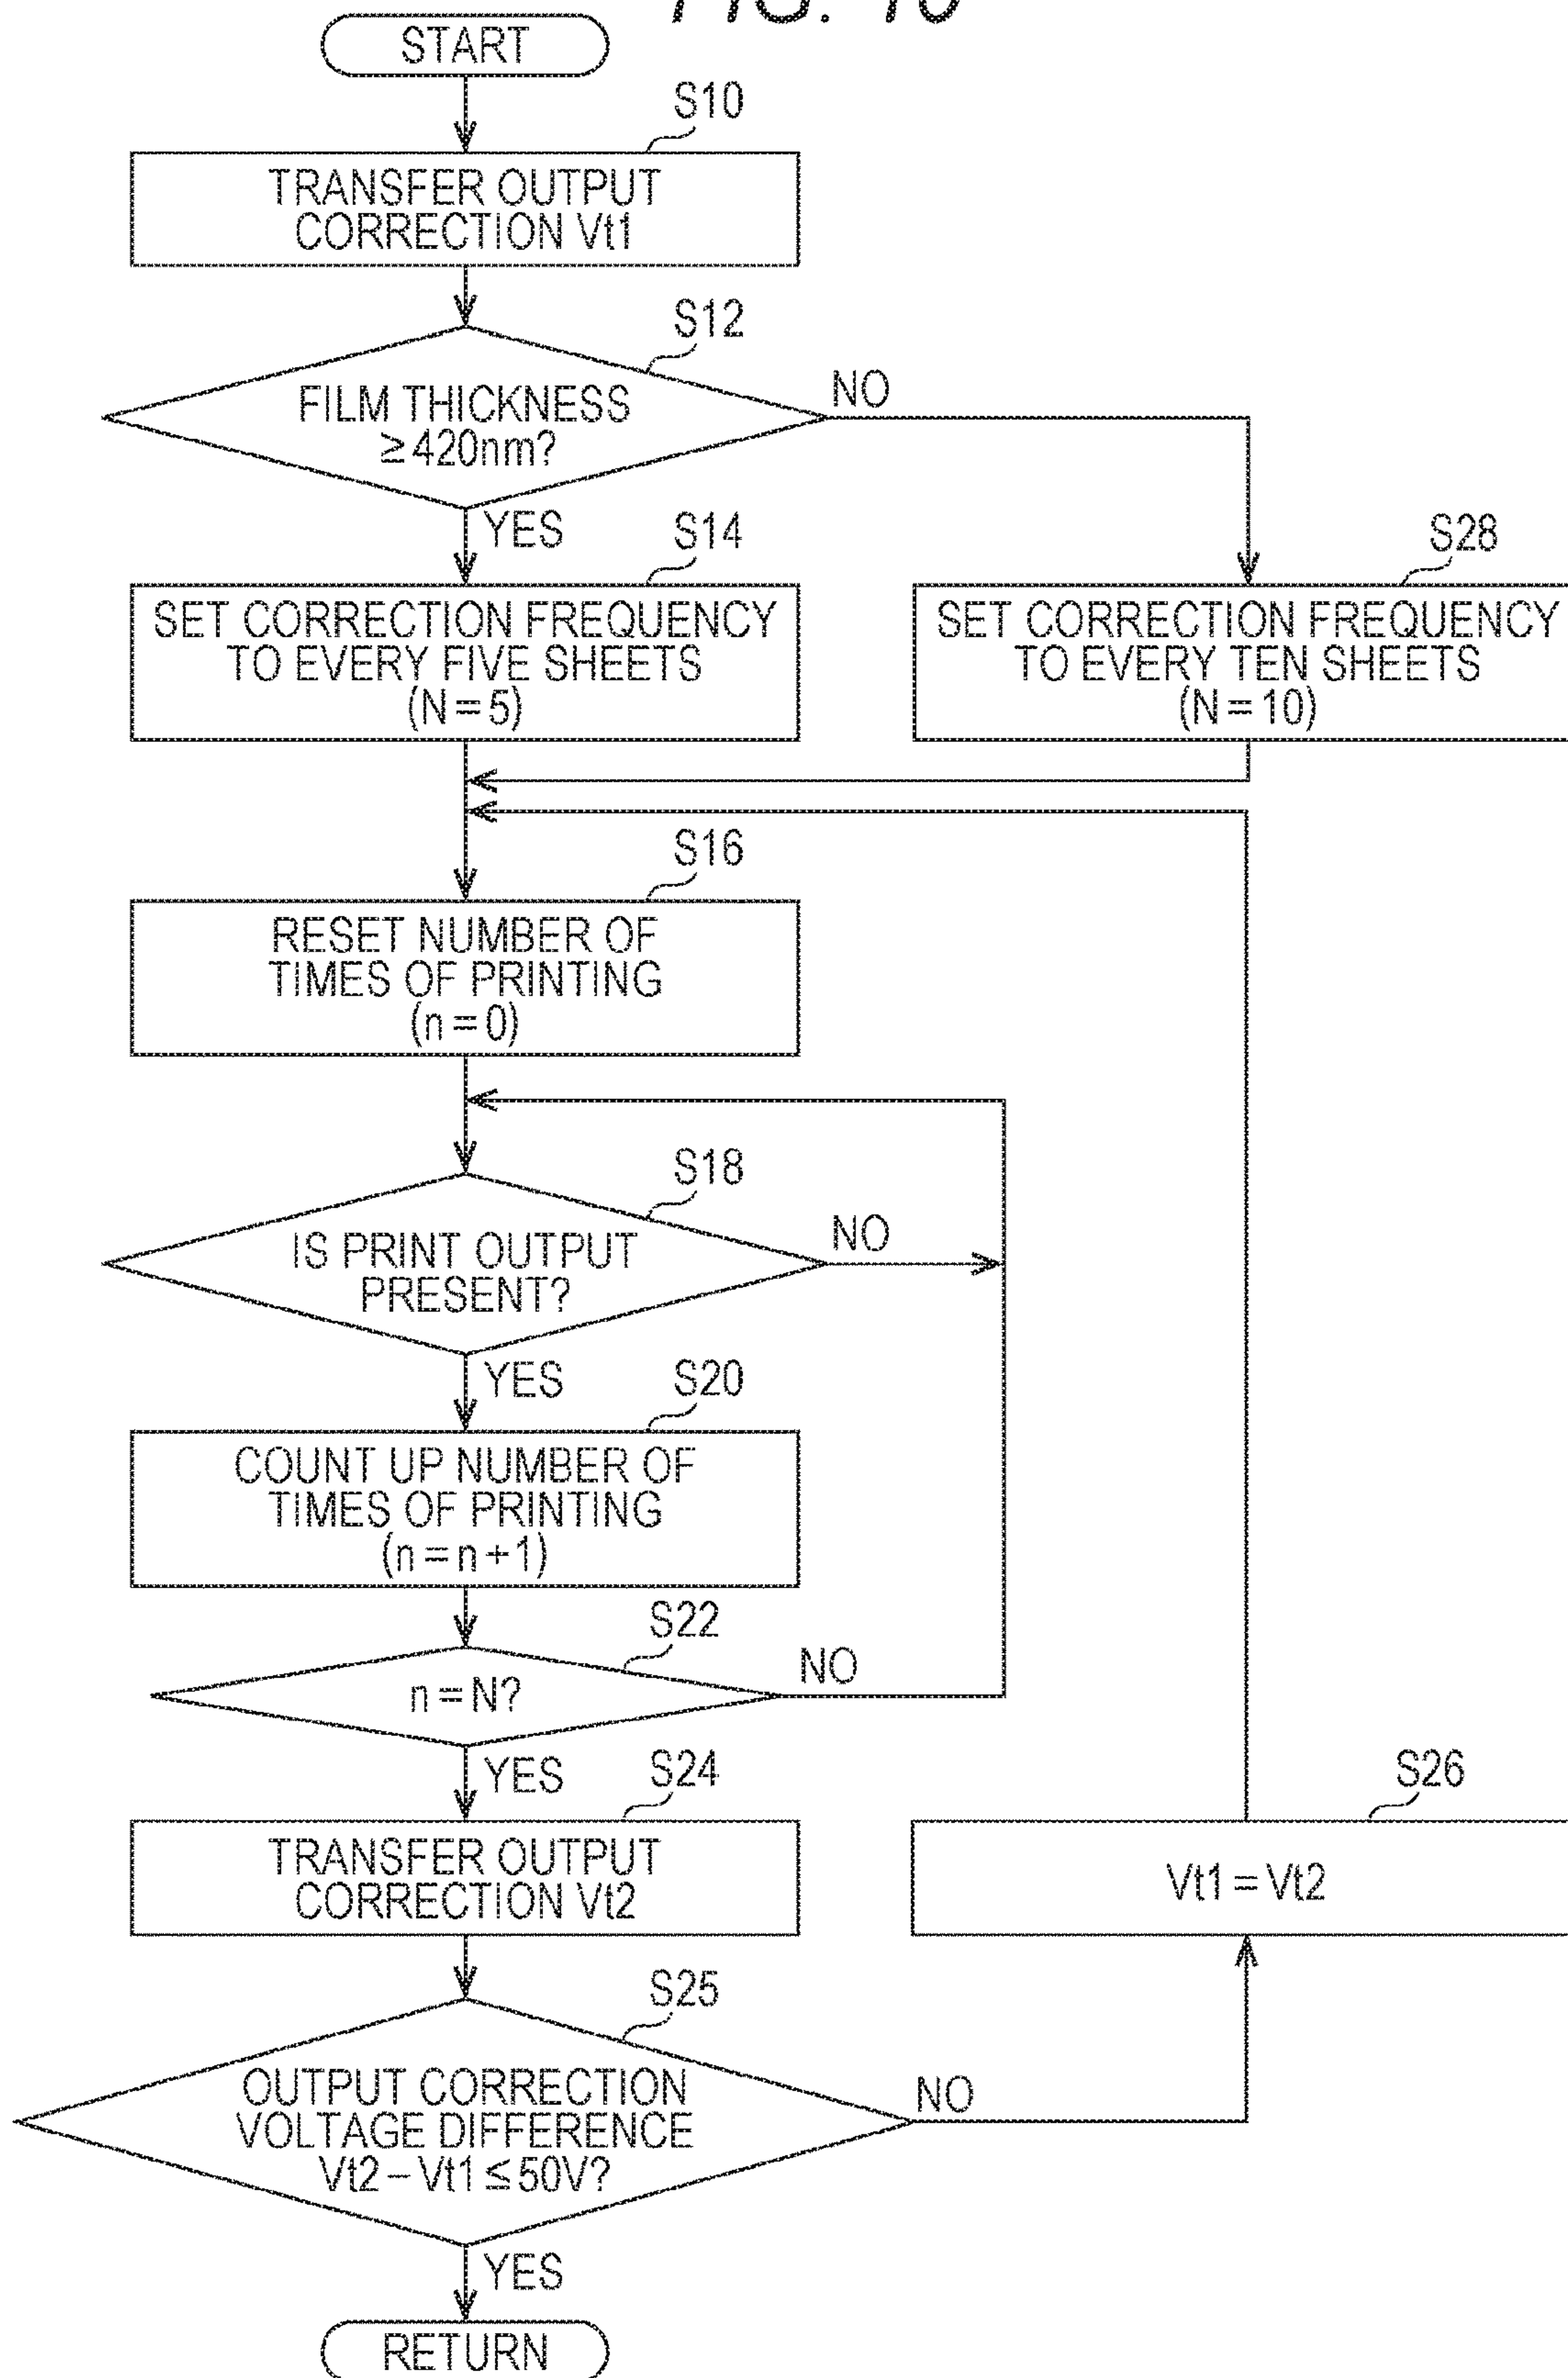 START
S10
TRANSFER OUTPUT
CORRECTION Vt1
S12
FILM THICKNESS
≥420nm?
NO
YES
S14
SET CORRECTION FREQUENCY
TO EVERY FIVE SHEETS
(N=5)
S28
SET CORRECTION FREQUENCY
TO EVERY TEN SHEETS
(N=10)
S16
RESET NUMBER OF
TIMES OF PRINTING
(n=0)
S18
IS PRINT OUTPUT
PRESENT?
NO
YES
S20
COUNT UP NUMBER OF
TIMES OF PRINTING
(n=n+1)
S22
n=N?
NO
YES
S24
TRANSFER OUTPUT
CORRECTION Vt2
S26
Vt1=Vt2
S25
OUTPUT CORRECTION
VOLTAGE DIFFERENCE
Vt2-Vt1≤50V?
NO
YES
RETURN